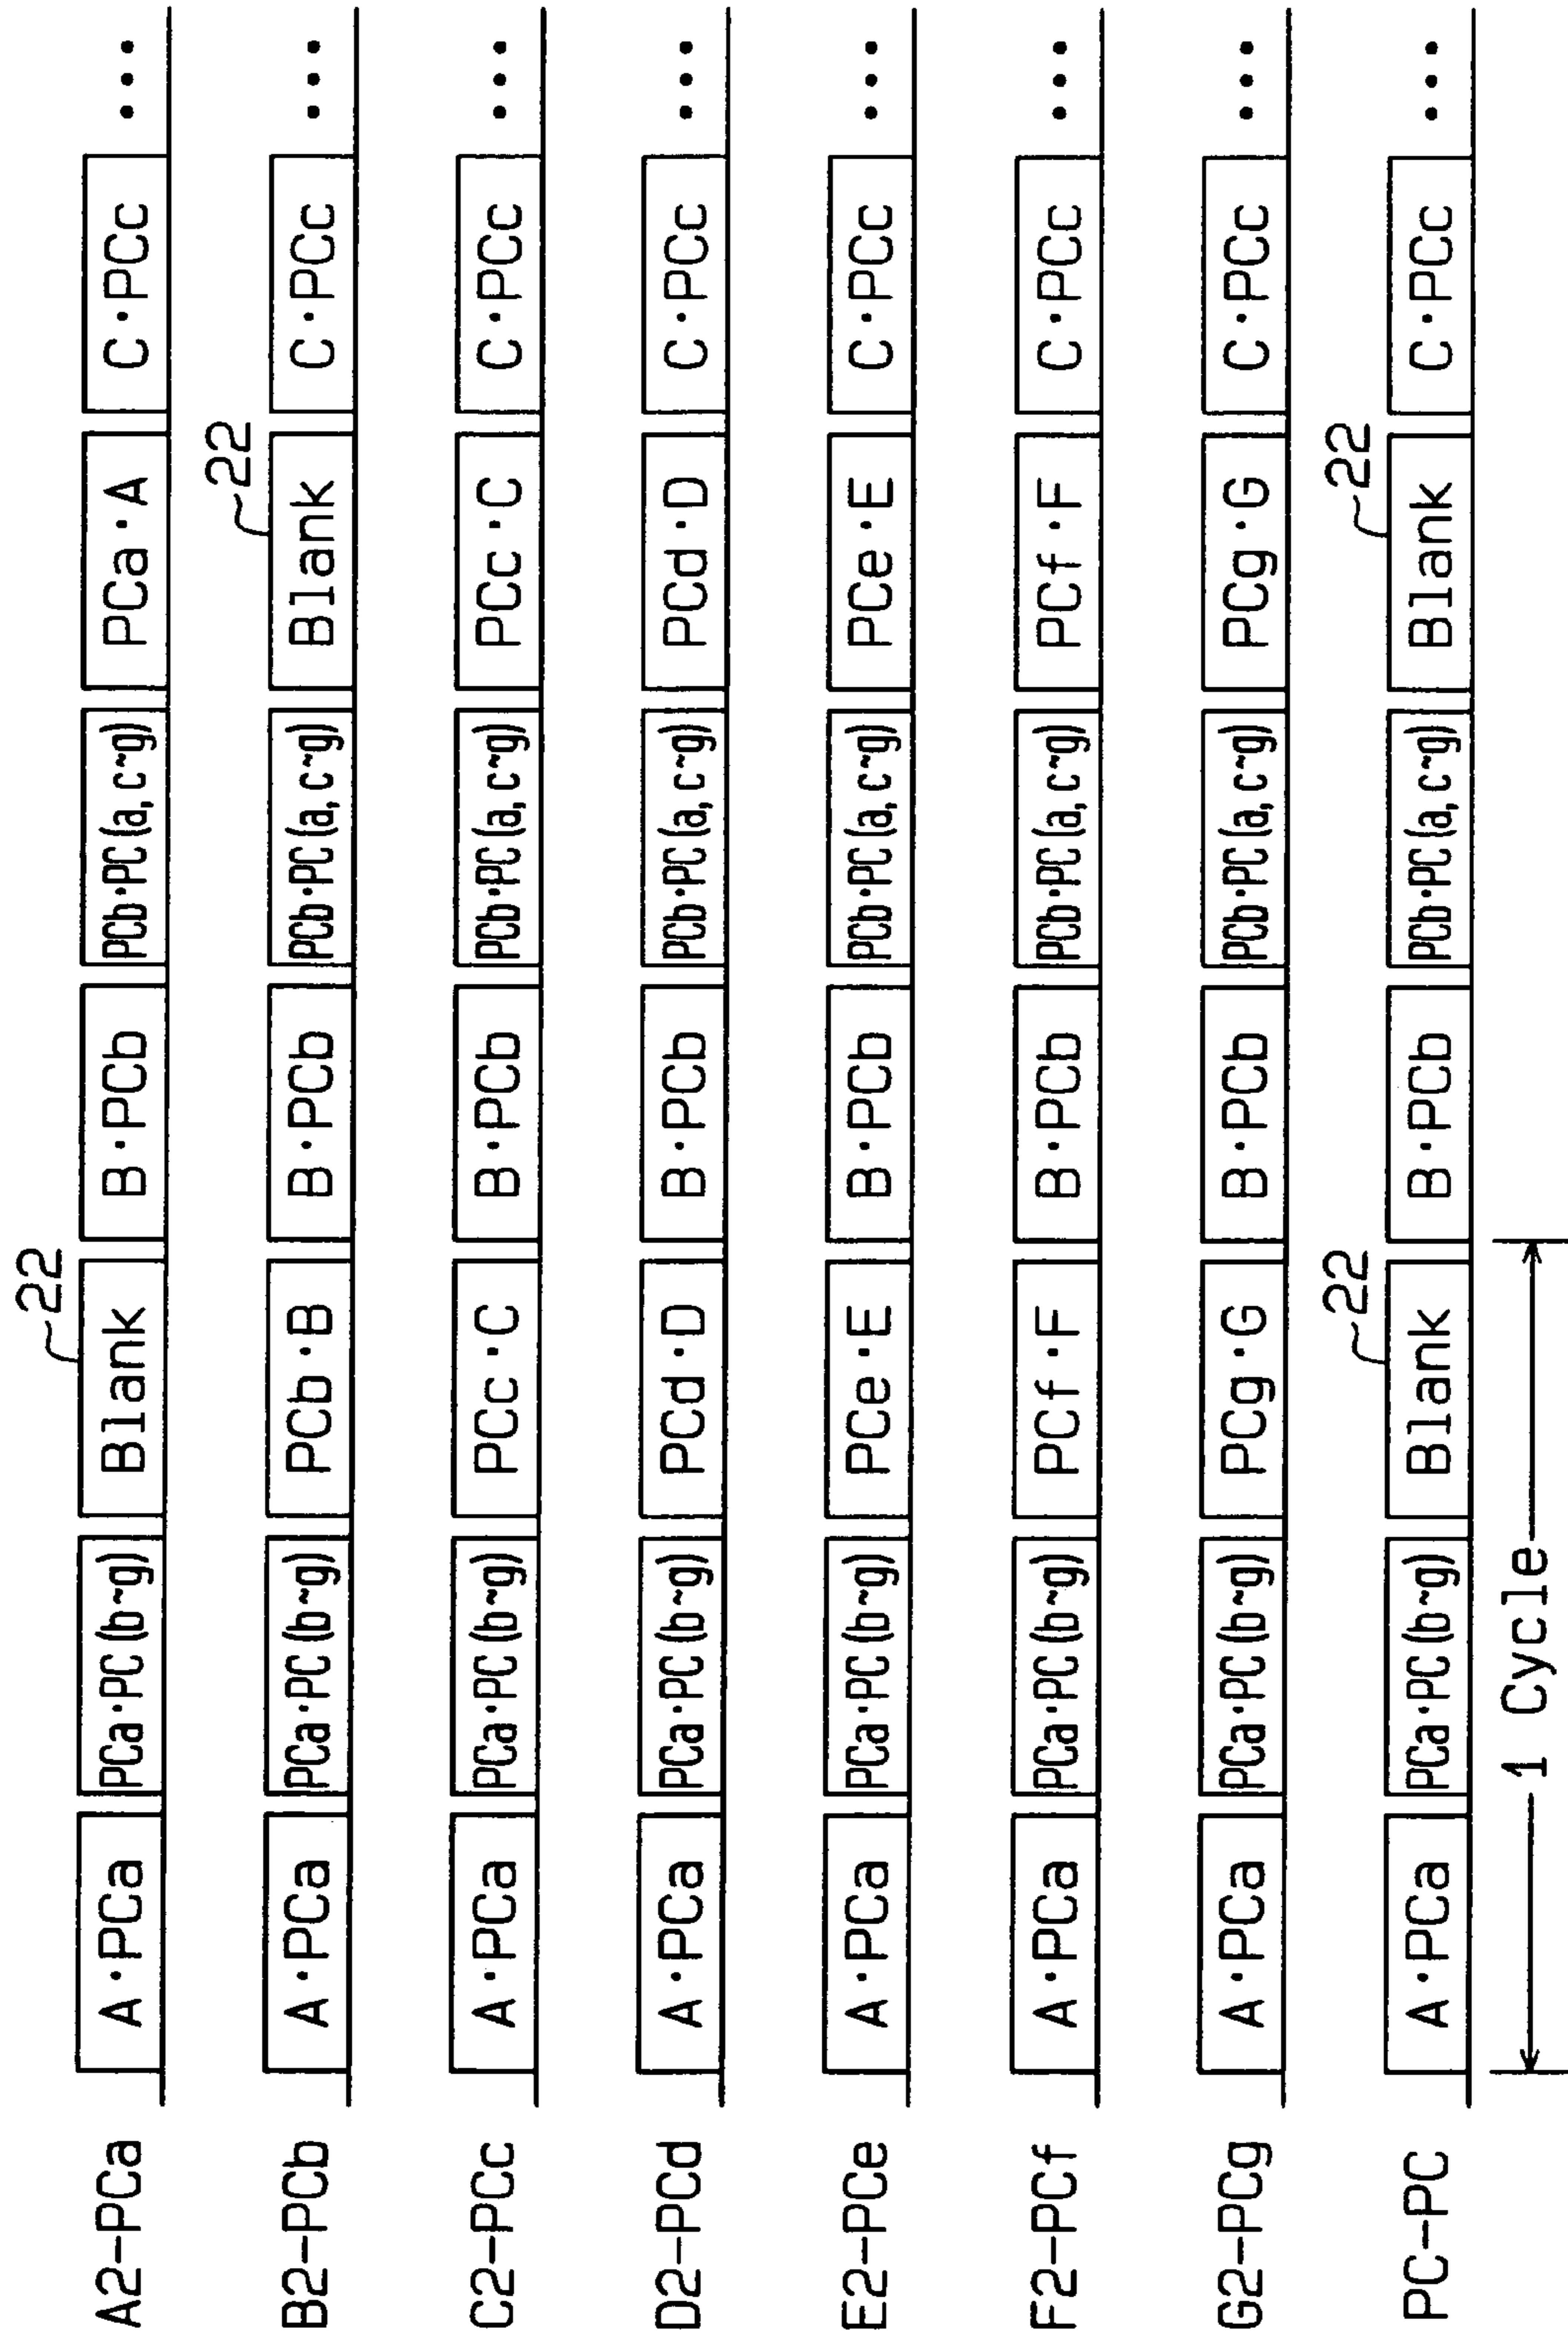 22
A2-PCa A·PCa PCa·PC(b~g) Blank B·PCb PCb·PC(a,c~g) PCa·A C·PCc •••
22
B2-PCb A·PCa PCa·PC(b~g) PCb·B B·PCb PCb·PC(a,c~g) Blank C·PCc •••
C2-PCc A·PCa PCa·PC(b~g) PCc·C B·PCb PCb·PC(a,c~g) PCc·C C·PCc •••
D2-PCd A·PCa PCa·PC(b~g) PCd·D B·PCb PCb·PC(a,c~g) PCd·D C·PCc •••
E2-PCe A·PCa PCa·PC(b~g) PCe·E B·PCb PCb·PC(a,c~g) PCe·E C·PCc •••
F2-PCf A·PCa PCa·PC(b~g) PCf·F B·PCb PCb·PC(a,c~g) PCf·F C·PCc •••
G2-PCg A·PCa PCa·PC(b~g) PCg·G B·PCb PCb·PC(a,c~g) PCg·G C·PCc •••
22 22
PC-PC A·PCa PCa·PC(b~g) Blank B·PCb PCb·PC(a,c~g) Blank C·PCc •••
1 Cycle